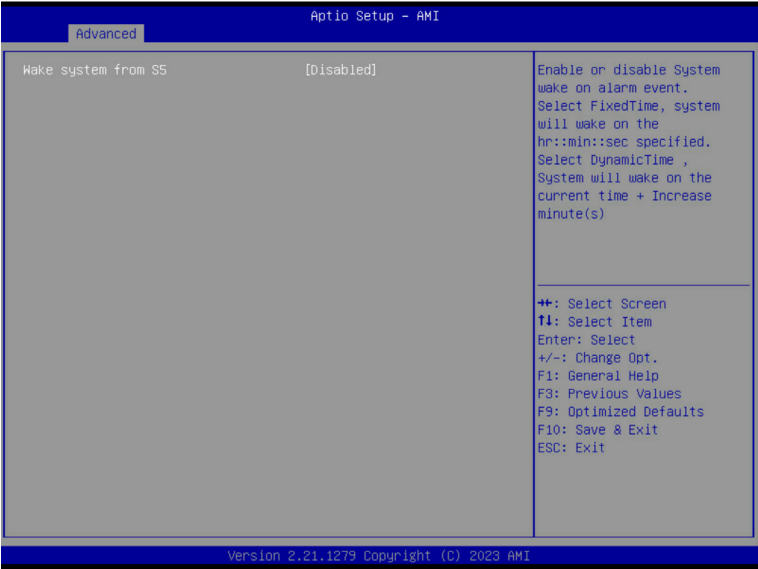 Aptio Setup – AMI
Advanced
Wake system from S5 [Disabled]
Enable or disable System
wake on alarm event.
Select FixedTime, system
will wake on the
hr::min::sec specified.
Select DynamicTime ,
System will wake on the
current time + Increase
minute(s)
→←: Select Screen
↑↓: Select Item
Enter: Select
+/-: Change Opt.
F1: General Help
F3: Previous Values
F9: Optimized Defaults
F10: Save & Exit
ESC: Exit
Version 2.21.1279 Copyright (C) 2023 AMI